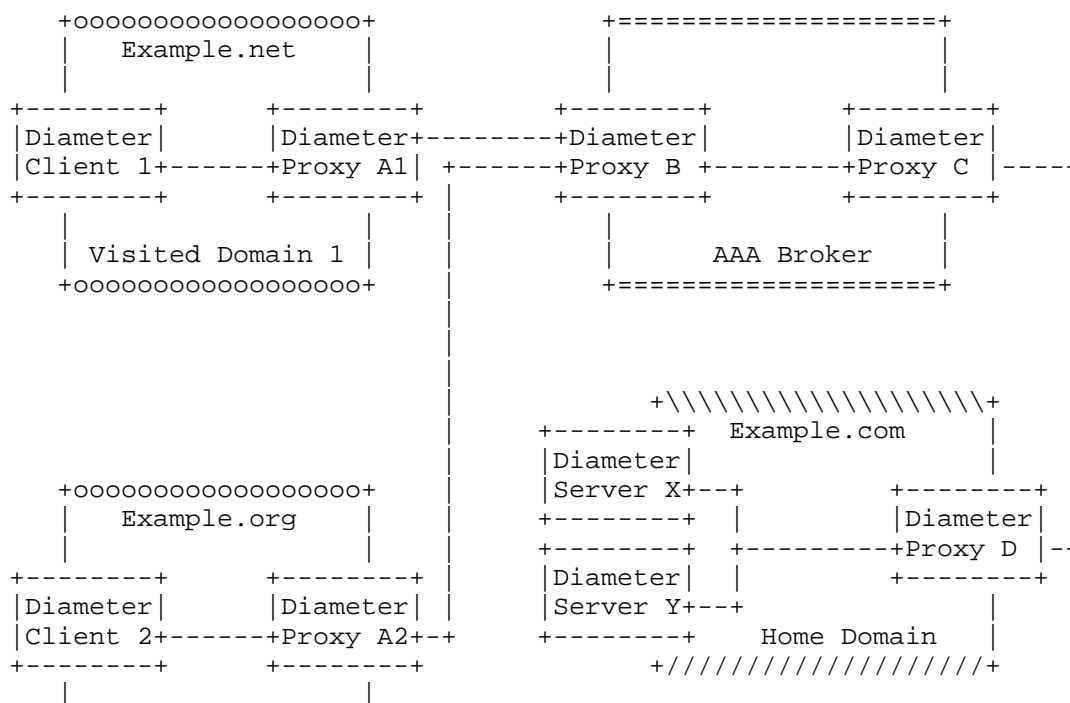 Example.net
Diameter Diameter Diameter Diameter
Client 1 Proxy A1 Proxy B Proxy C
Visited Domain 1 AAA Broker
Example.com
Diameter
Server X
Example.org Diameter
Proxy D
Diameter
Diameter Diameter Server Y
Client 2 Proxy A2 Home Domain